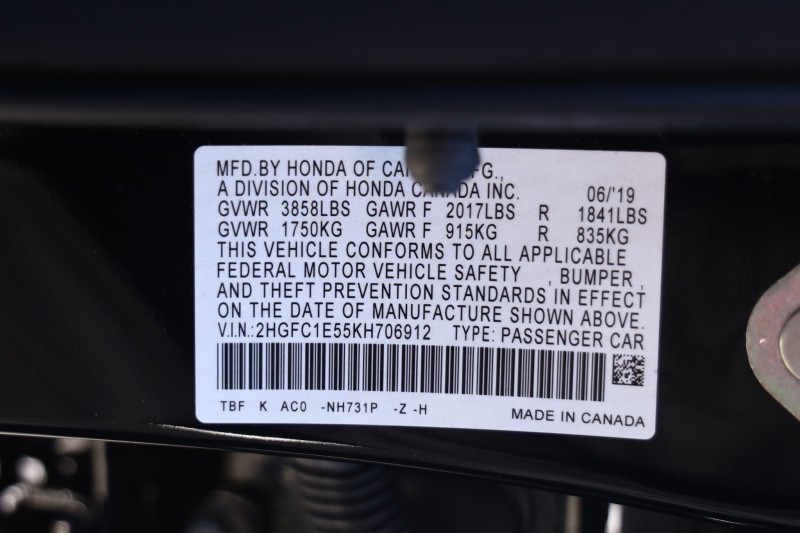 MFD.BY HONDA OF FG.,
A DIVISION OF HONDA CANADA INC. 06/'19
GVWR 3858LBS GAWR F 2017LBS R 1841LBS
GVWR 1750KG GAWR F 915KG R 835KG
THIS VEHICLE CONFORMS TO ALL APPLICABLE
FEDERAL MOTOR VEHICLE SAFETY , BUMPER ,
AND THEFT PREVENTION STANDARDS IN EFFECT
ON THE DATE OF MANUFACTURE SHOWN ABOVE.
V.I.N.:2HGFC1E55KH706912 TYPE: PASSENGER CAR
TBF K AC0 -NH731P -Z -H MADE IN CANADA